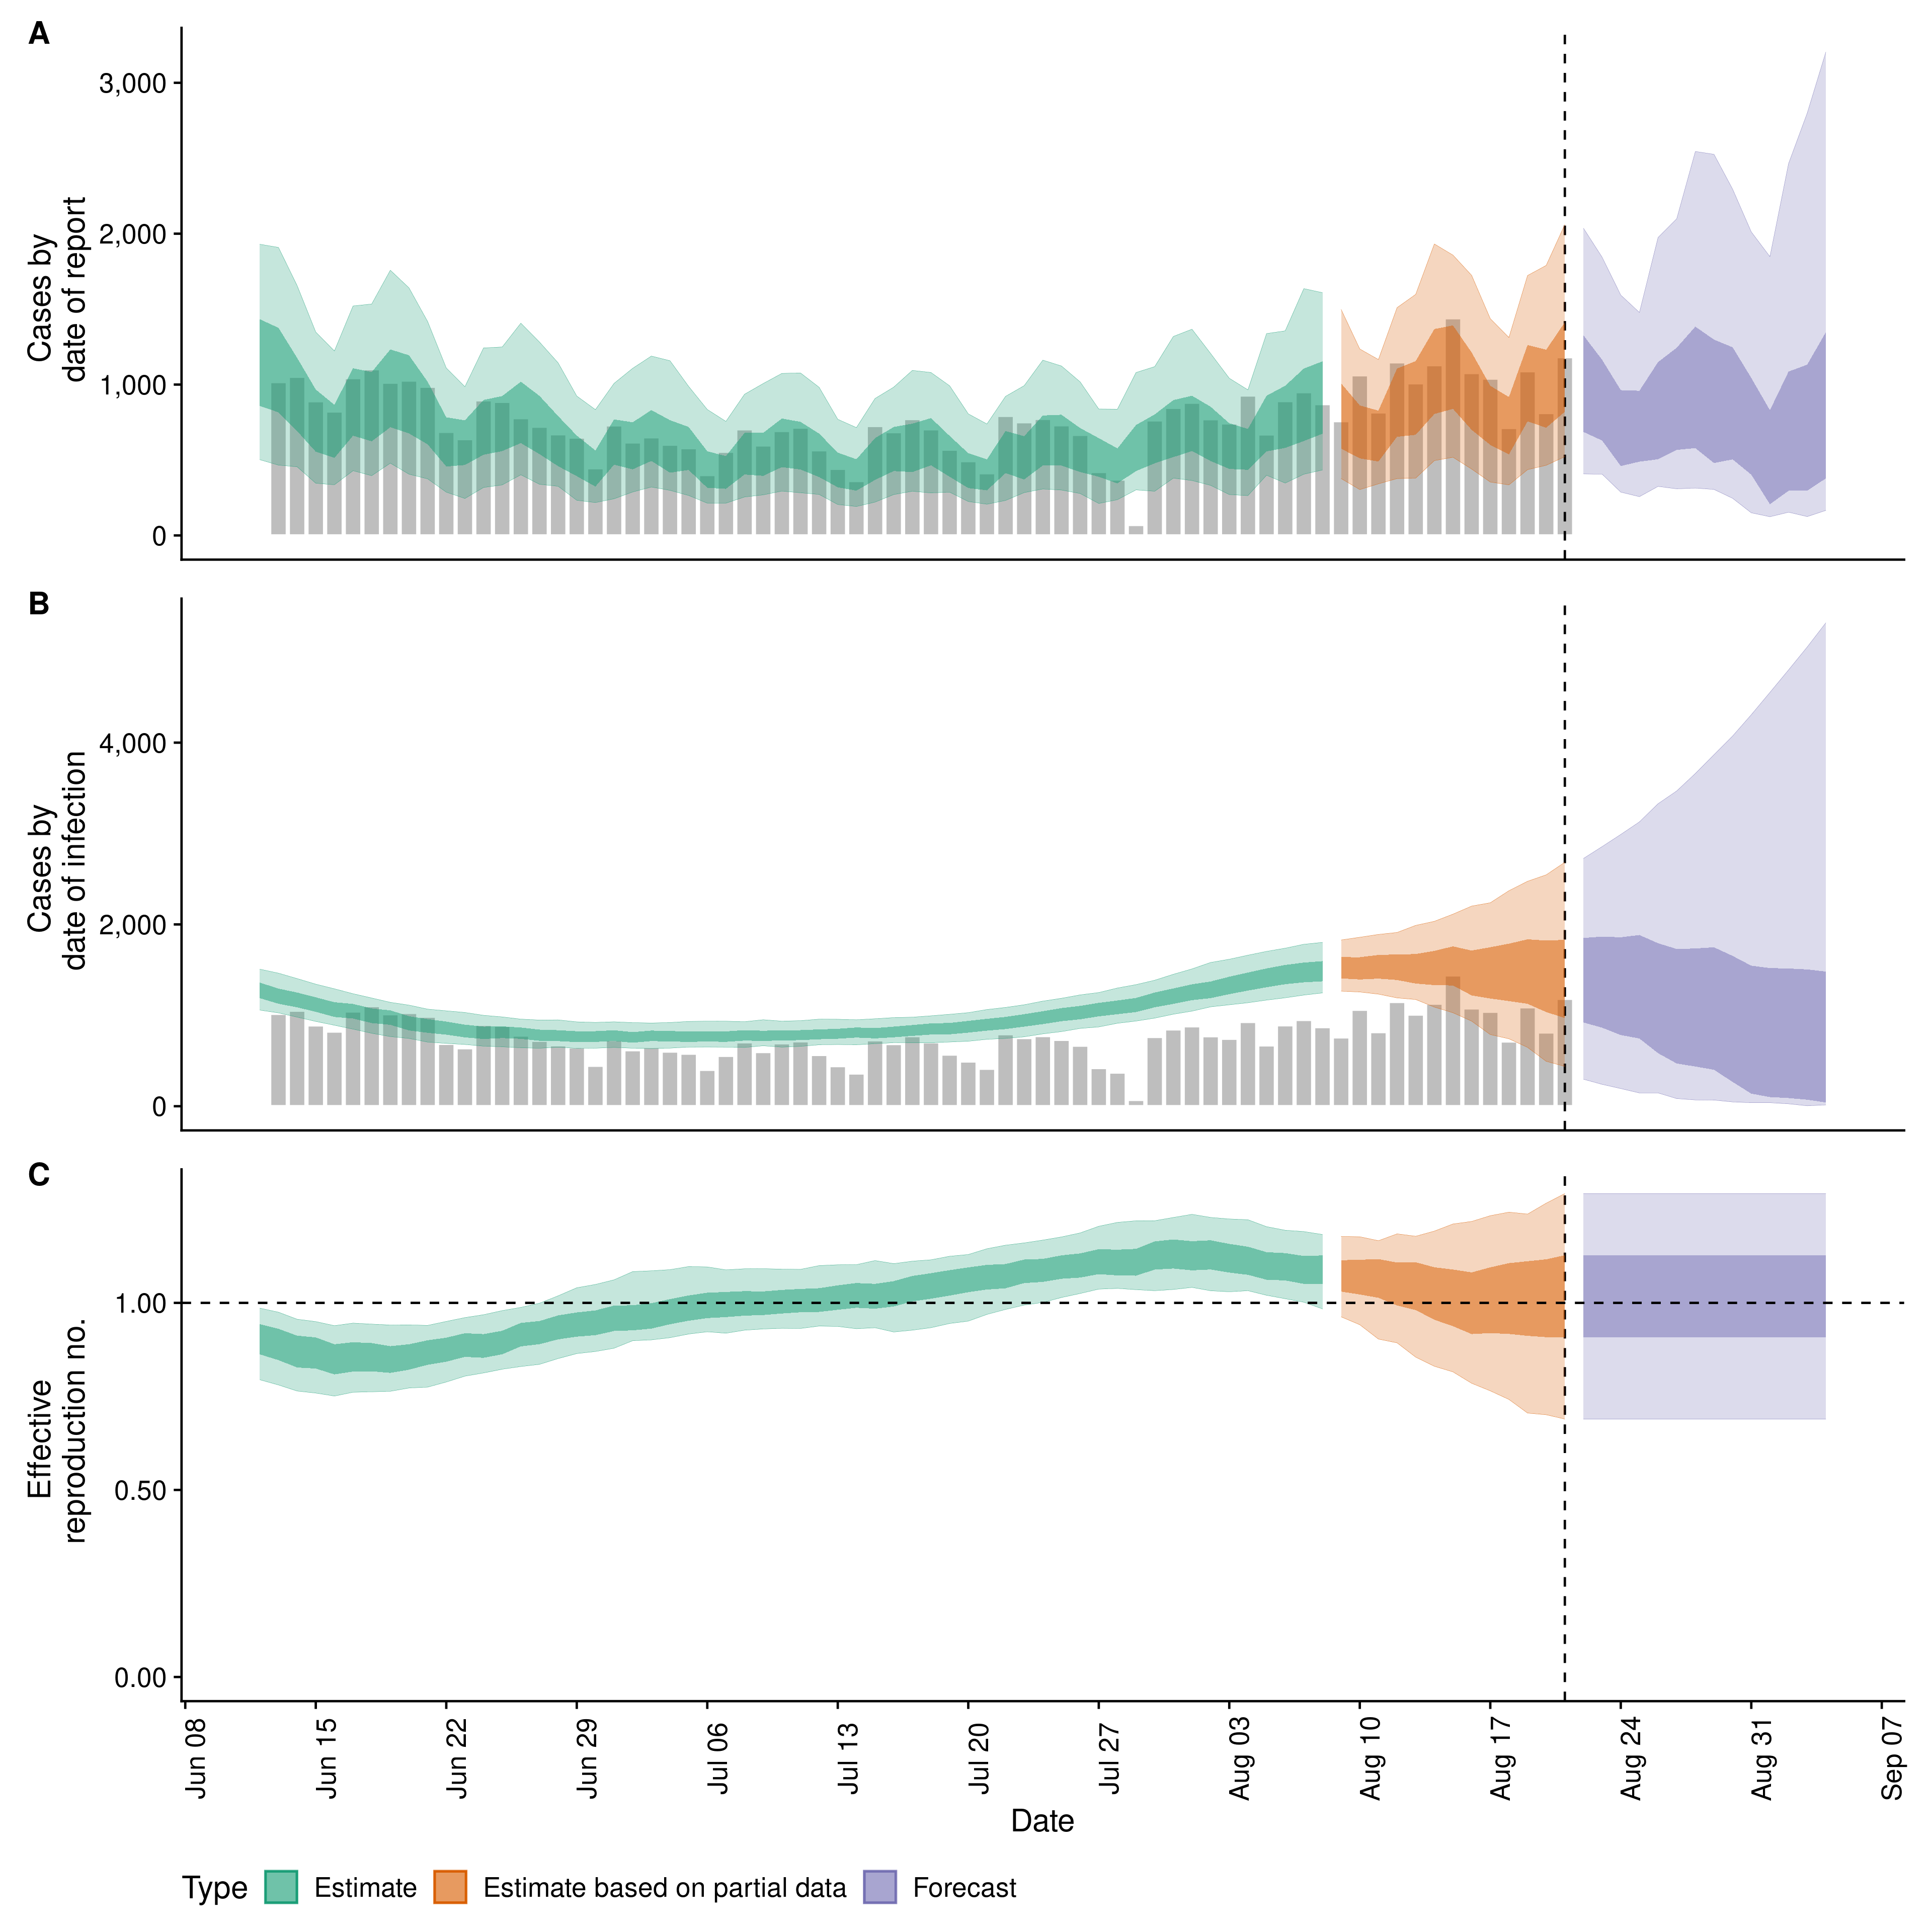 A
Cases by
date of report
3,000
2,000
1,000
0
B
Cases by
date of infection
4,000
2,000
0
C
Effective
reproduction no.
1.00
0.50
0.00
Jun 08
Jun 15
Jun 22
Jun 29
Jul 06
Jul 13
Jul 20
Jul 27
Aug 03
Aug 10
Aug 17
Aug 24
Aug 31
Sep 07
Date
Type Estimate Estimate based on partial data Forecast